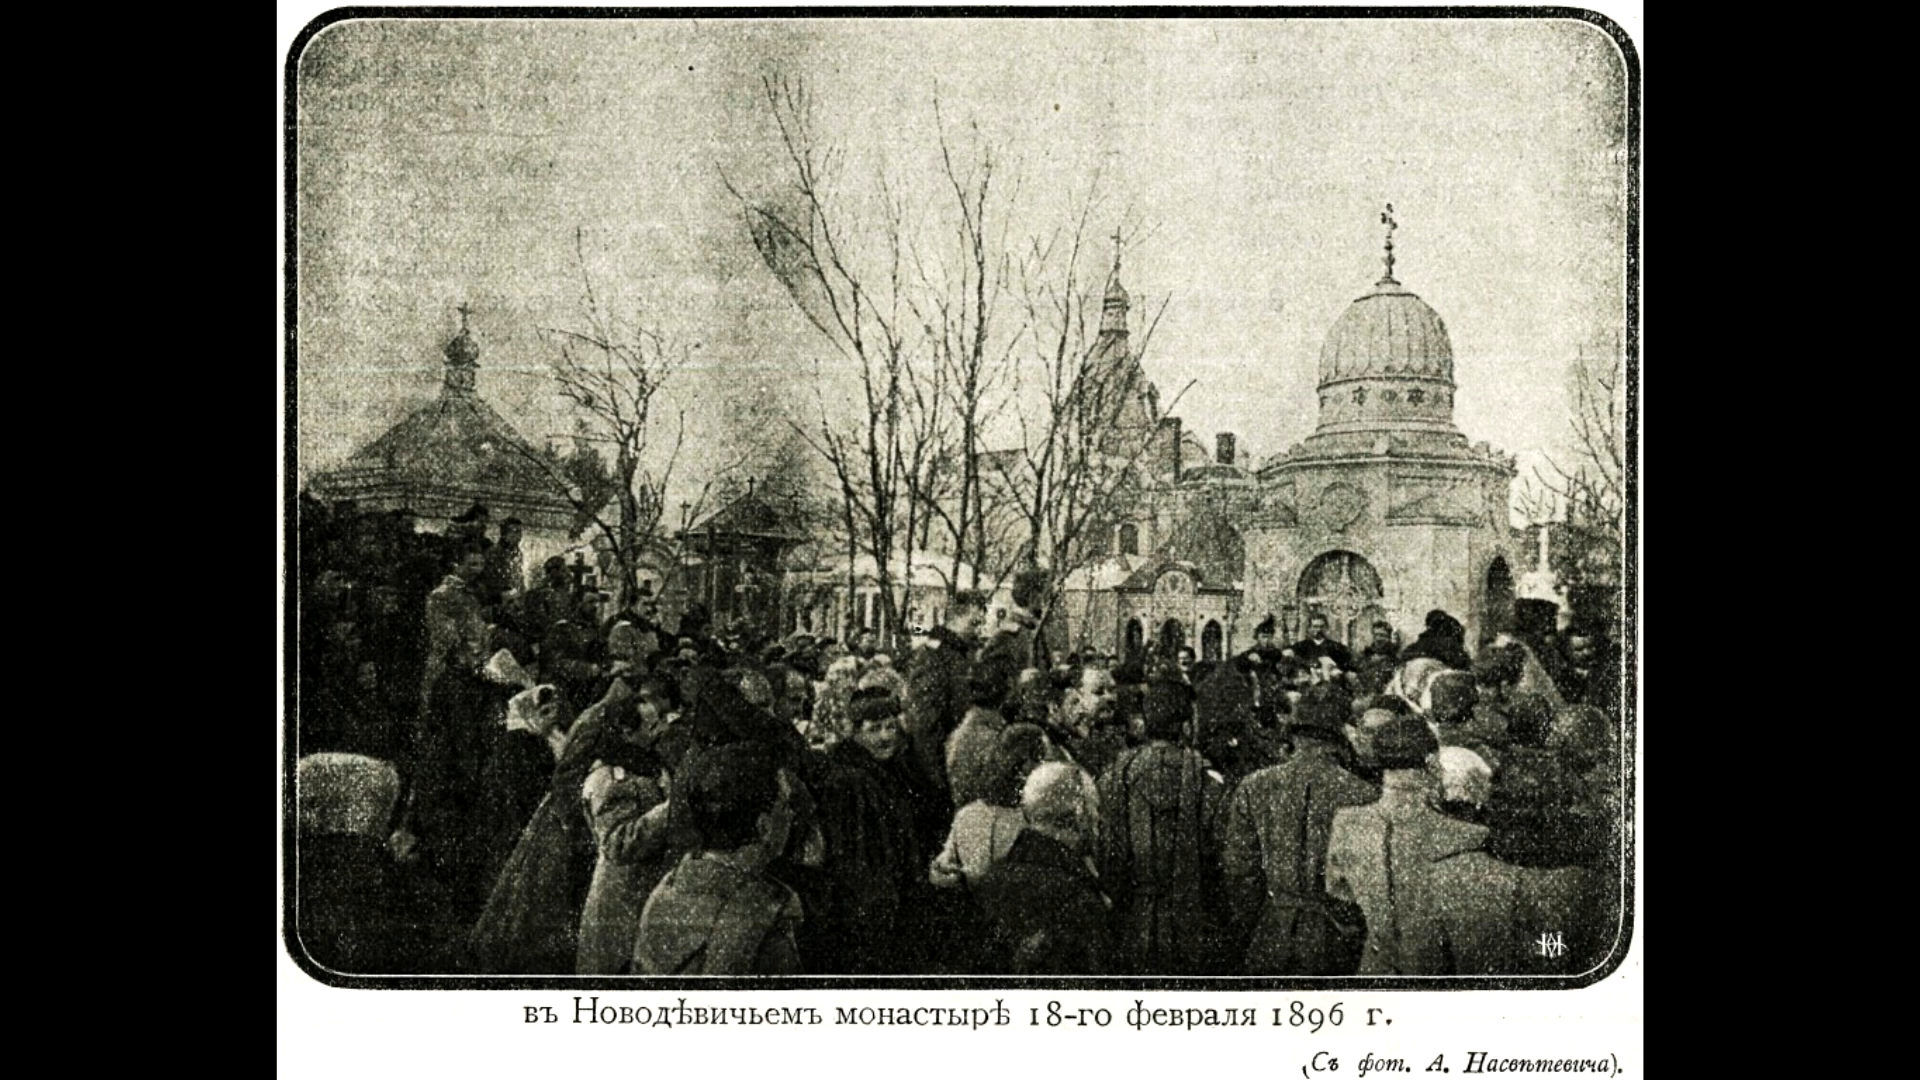 въ Новодѣвичьемъ монастырѣ 18-го февраля 1896 г.
(Съ фот. А. Насвѣтевича).